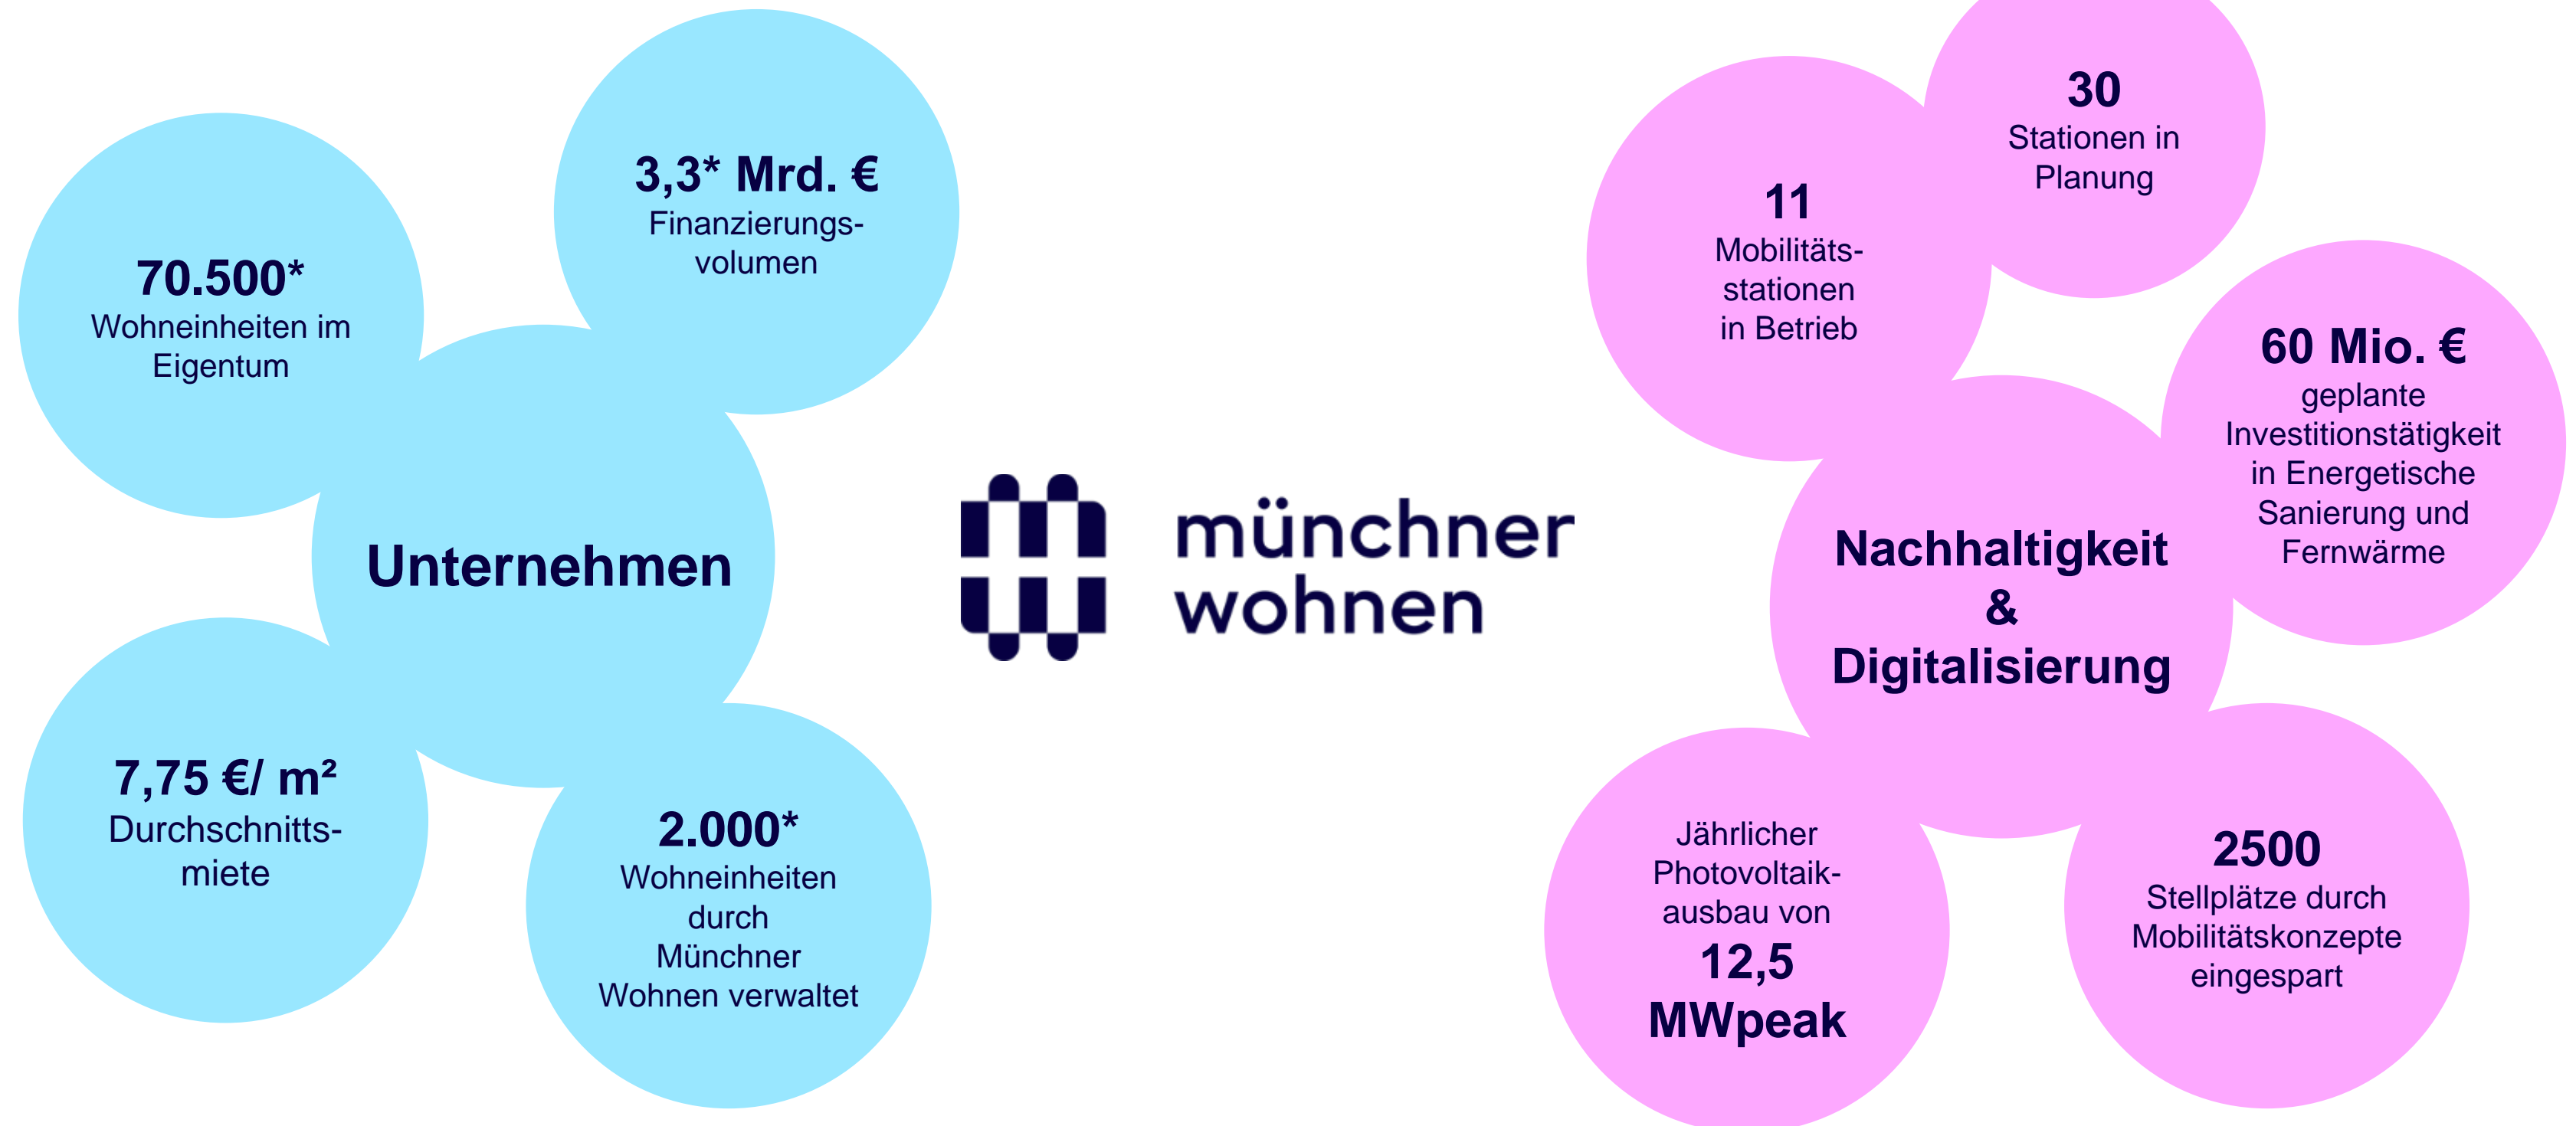 70.500*
Wohneinheiten im
Eigentum
3,3* Mrd. €
Finanzierungs-
volumen
Unternehmen
7,75 €/ m²
Durchschnitts-
miete
2.000*
Wohneinheiten
durch
Münchner
Wohnen verwaltet
münchner
wohnen
11
Mobilitäts-
stationen
in Betrieb
30
Stationen in
Planung
60 Mio. €
geplante
Investitionstätigkeit
in Energetische
Sanierung und
Fernwärme
Nachhaltigkeit
&
Digitalisierung
Jährlicher
Photovoltaik-
ausbau von
12,5
MWpeak
2500
Stellplätze durch
Mobilitätskonzepte
eingespart